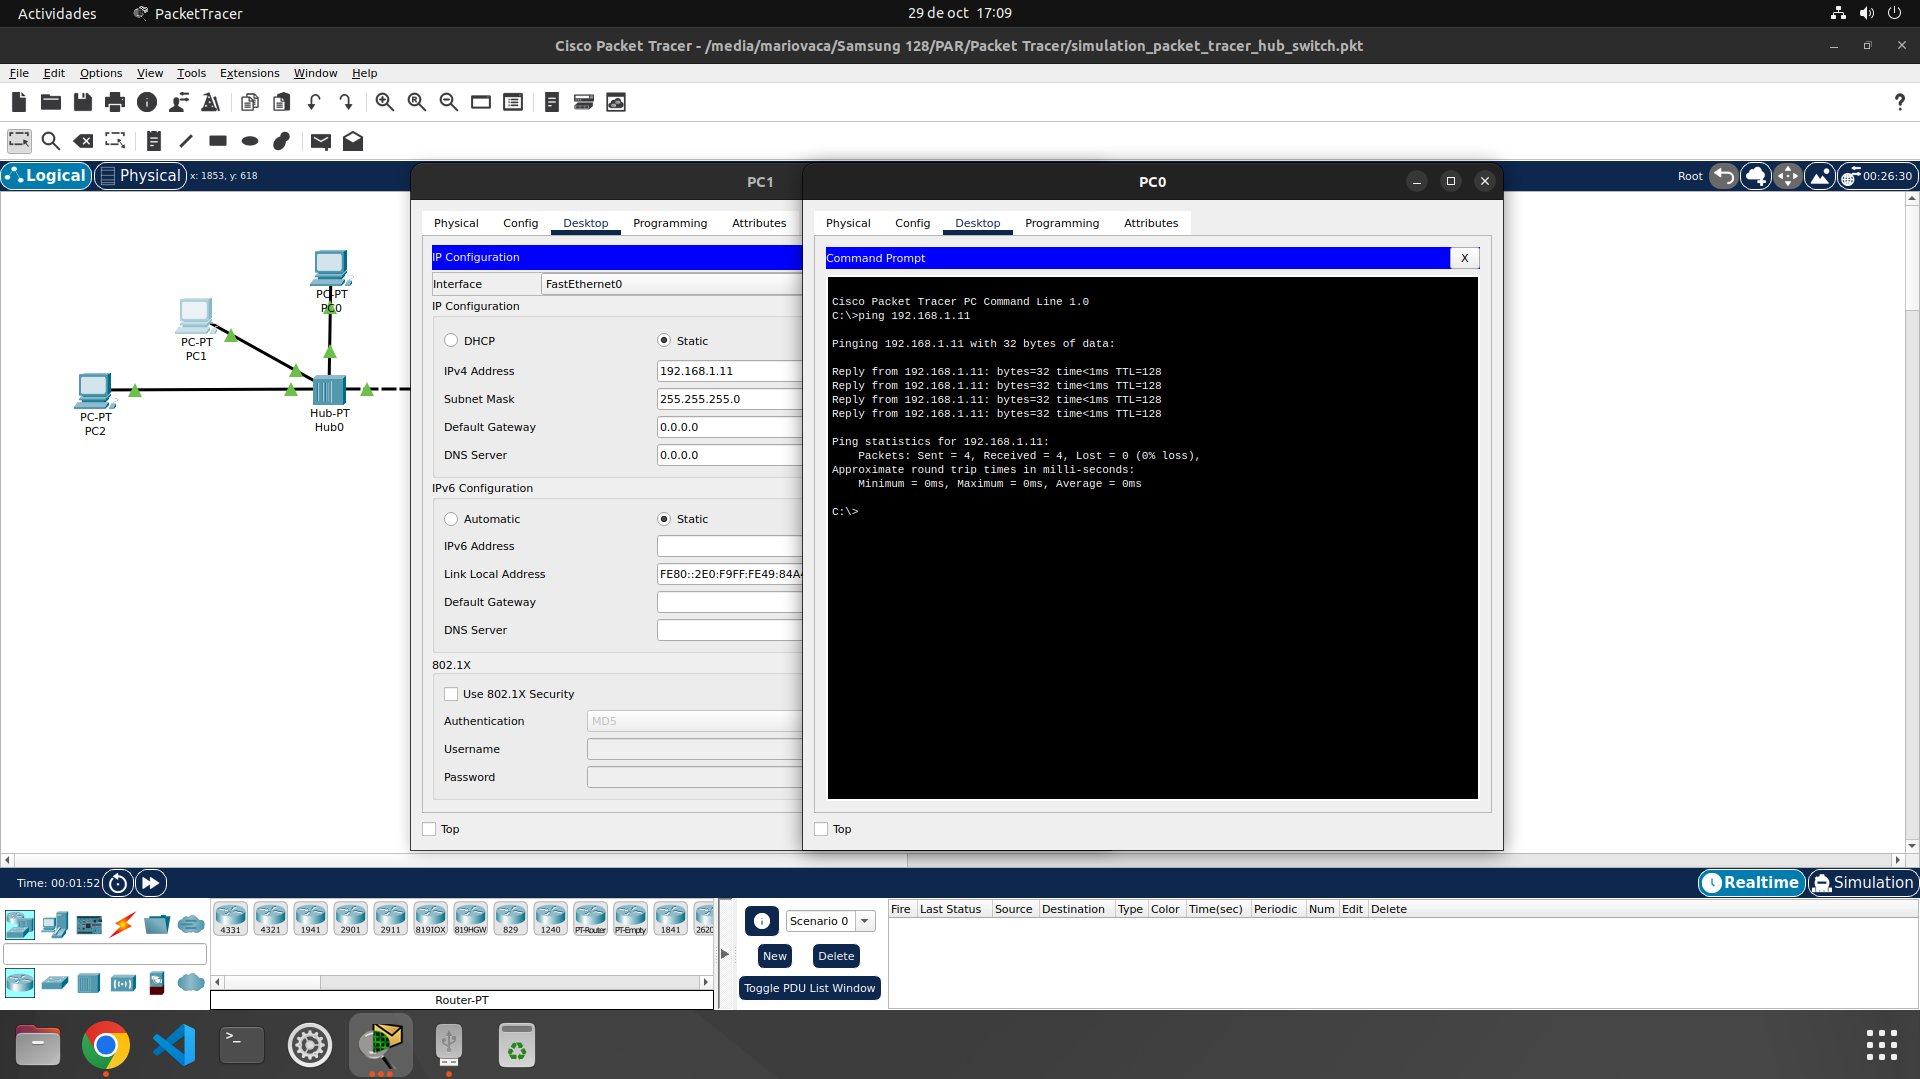 Actividades
PacketTracer
29 de oct 17:09
Cisco Packet Tracer - /media/mariovaca/Samsung 128/PAR/Packet Tracer/simulation_packet_tracer_hub_switch.pkt
File Edit Options View Tools Extensions Window Help
?
Logical
Physical
x: 1853, y: 618
Root
00:26:30
PC-PT
PC0
PC-PT
PC1
PC-PT
PC2
Hub-PT
Hub0
PC1
Physical Config Desktop Programming Attributes
IP Configuration
Interface
FastEthernet0
IP Configuration
DHCP
Static
IPv4 Address
192.168.1.11
Subnet Mask
255.255.255.0
Default Gateway
0.0.0.0
DNS Server
0.0.0.0
IPv6 Configuration
Automatic
Static
IPv6 Address
Link Local Address
FE80::2E0:F9FF:FE49:84A
Default Gateway
DNS Server
802.1X
Use 802.1X Security
Authentication
MD5
Username
Password
Top
PC0
Physical Config Desktop Programming Attributes
Command Prompt
X
Cisco Packet Tracer PC Command Line 1.0
C:\>ping 192.168.1.11
Pinging 192.168.1.11 with 32 bytes of data:
Reply from 192.168.1.11: bytes=32 time<1ms TTL=128
Reply from 192.168.1.11: bytes=32 time<1ms TTL=128
Reply from 192.168.1.11: bytes=32 time<1ms TTL=128
Reply from 192.168.1.11: bytes=32 time<1ms TTL=128
Ping statistics for 192.168.1.11:
Packets: Sent = 4, Received = 4, Lost = 0 (0% loss),
Approximate round trip times in milli-seconds:
Minimum = 0ms, Maximum = 0ms, Average = 0ms
C:\>
Top
Time: 00:01:52
Realtime
Simulation
4331 4321 1941 2901 2911 819IOX 819HGW 829 1240 PT-Router PT-Empty 1841 2620
Router-PT
Scenario 0
New
Delete
Toggle PDU List Window
Fire Last Status Source Destination Type Color Time(sec) Periodic Num Edit Delete